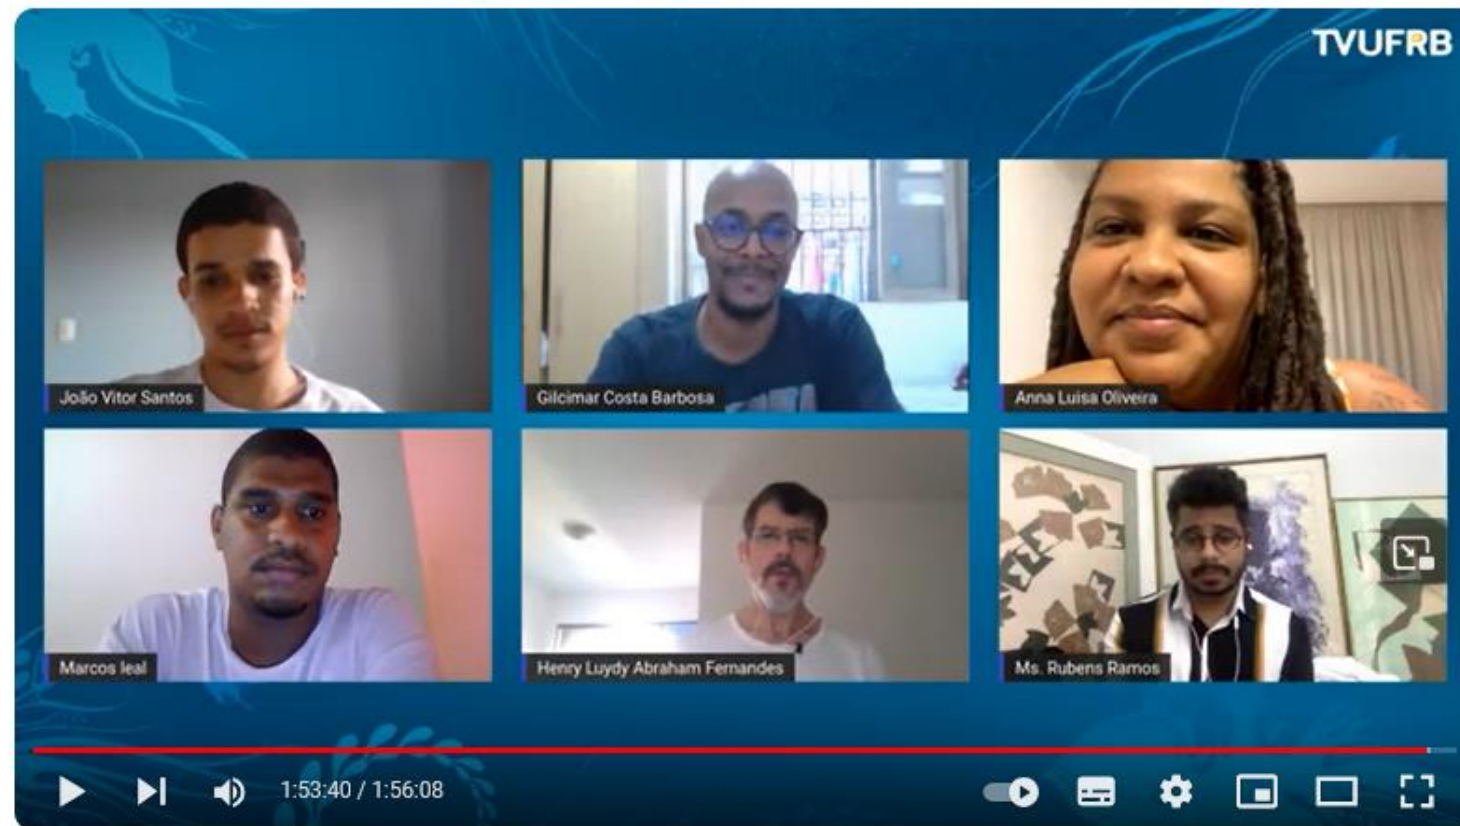 TVUFRB
João Vitor Santos
Gilcimar Costa Barbosa
Anna Luisa Oliveira
Marcos leal
Henry Luydy Abraham Fernandes
Ms. Rubens Ramos
1:53:40 / 1:56:08